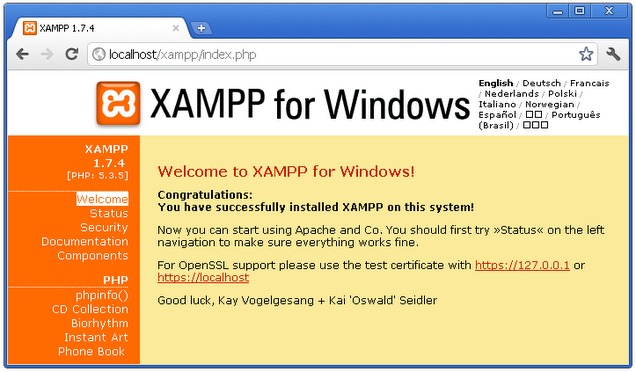 XAMPP 1.7.4
localhost/xampp/index.php
XAMPP for Windows
English / Deutsch / Francais
/ Nederlands / Polski /
Italiano / Norwegian /
Español / / Português
(Brasil) /
XAMPP
1.7.4
[PHP: 5.3.5]
Welcome
Status
Security
Documentation
Components
PHP
phpinfo()
CD Collection
Biorhythm
Instant Art
Phone Book
Welcome to XAMPP for Windows!
Congratulations:
You have successfully installed XAMPP on this system!
Now you can start using Apache and Co. You should first try »Status« on the left
navigation to make sure everything works fine.
For OpenSSL support please use the test certificate with https://127.0.0.1 or
https://localhost
Good luck, Kay Vogelgesang + Kai 'Oswald' Seidler